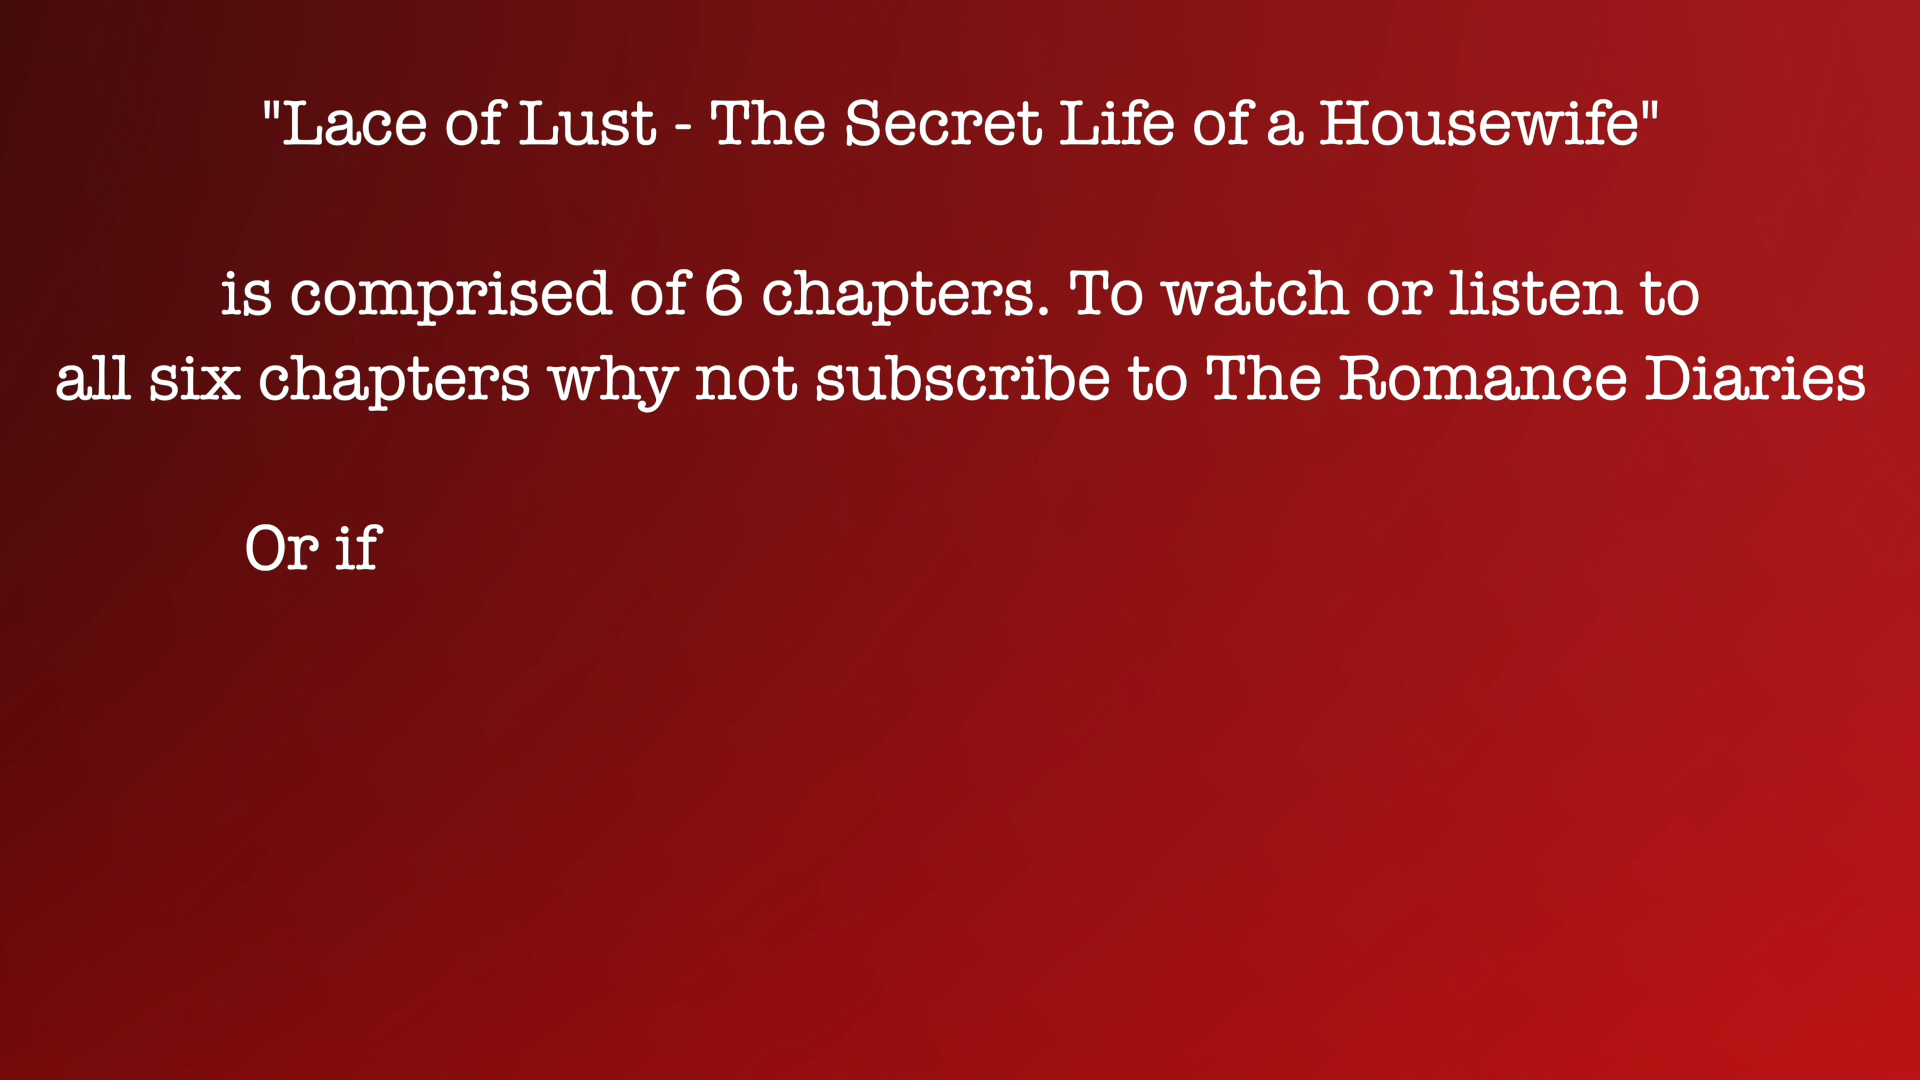 "Lace of Lust - The Secret Life of a Housewife"
is comprised of 6 chapters. To watch or listen to
all six chapters why not subscribe to The Romance Diaries
Or if